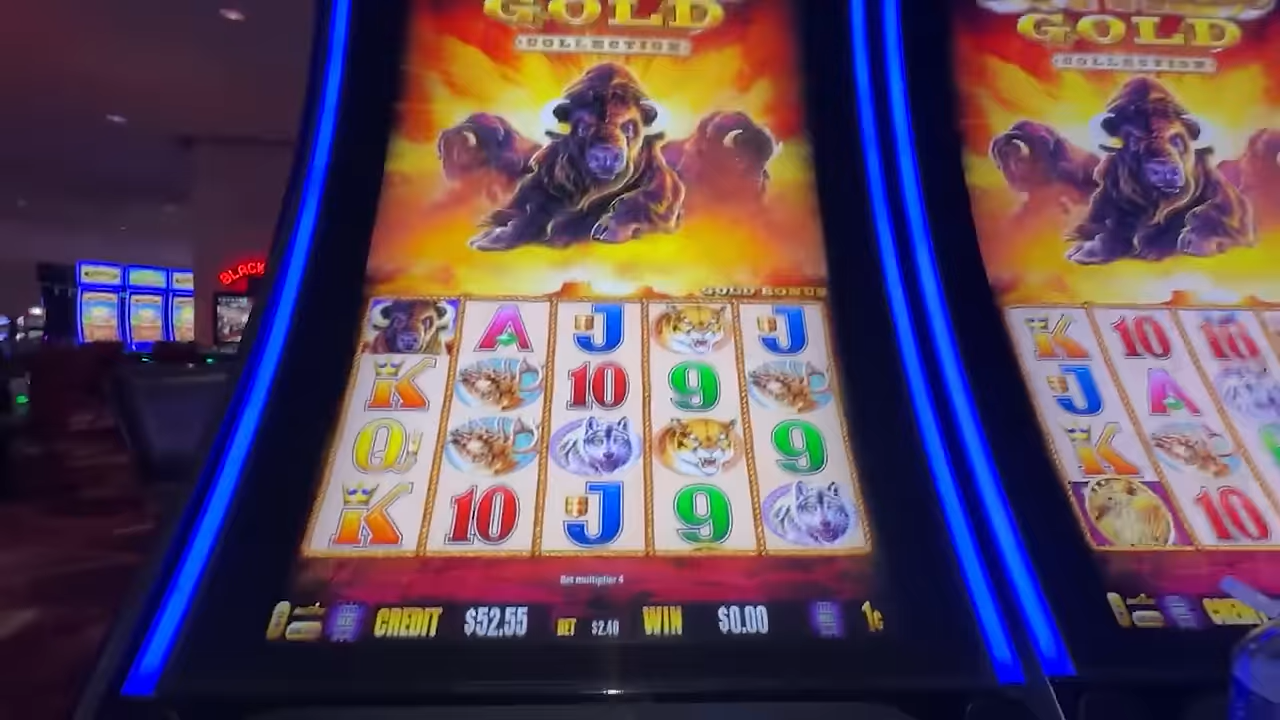 GOLD
COLLECTION
GOLD BONUS
A J J
K 10 9
Q 9
K 10 J 9
Bet multiplier 4
CREDIT $52.55 BET $2.40 WIN $0.00 1¢
GOLD
COLLECTION
K 10 10
J A
K
10
BLACK